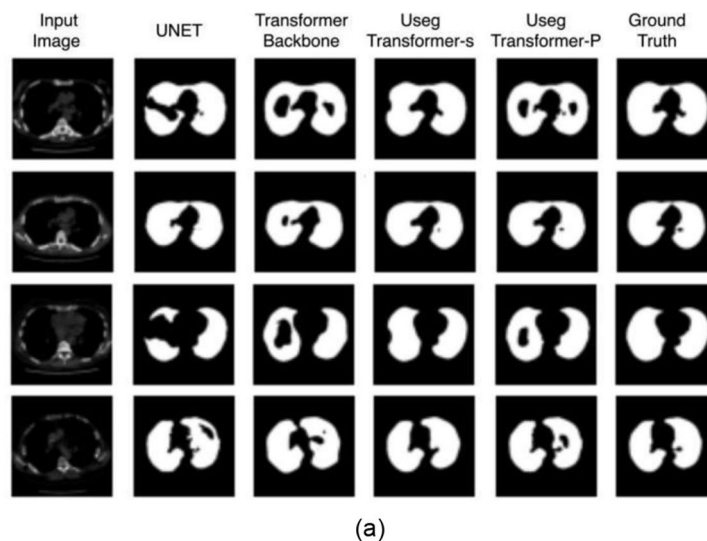 Input
Image
UNET
Transformer
Backbone
Useg
Transformer-s
Useg
Transformer-P
Ground
Truth
(a)